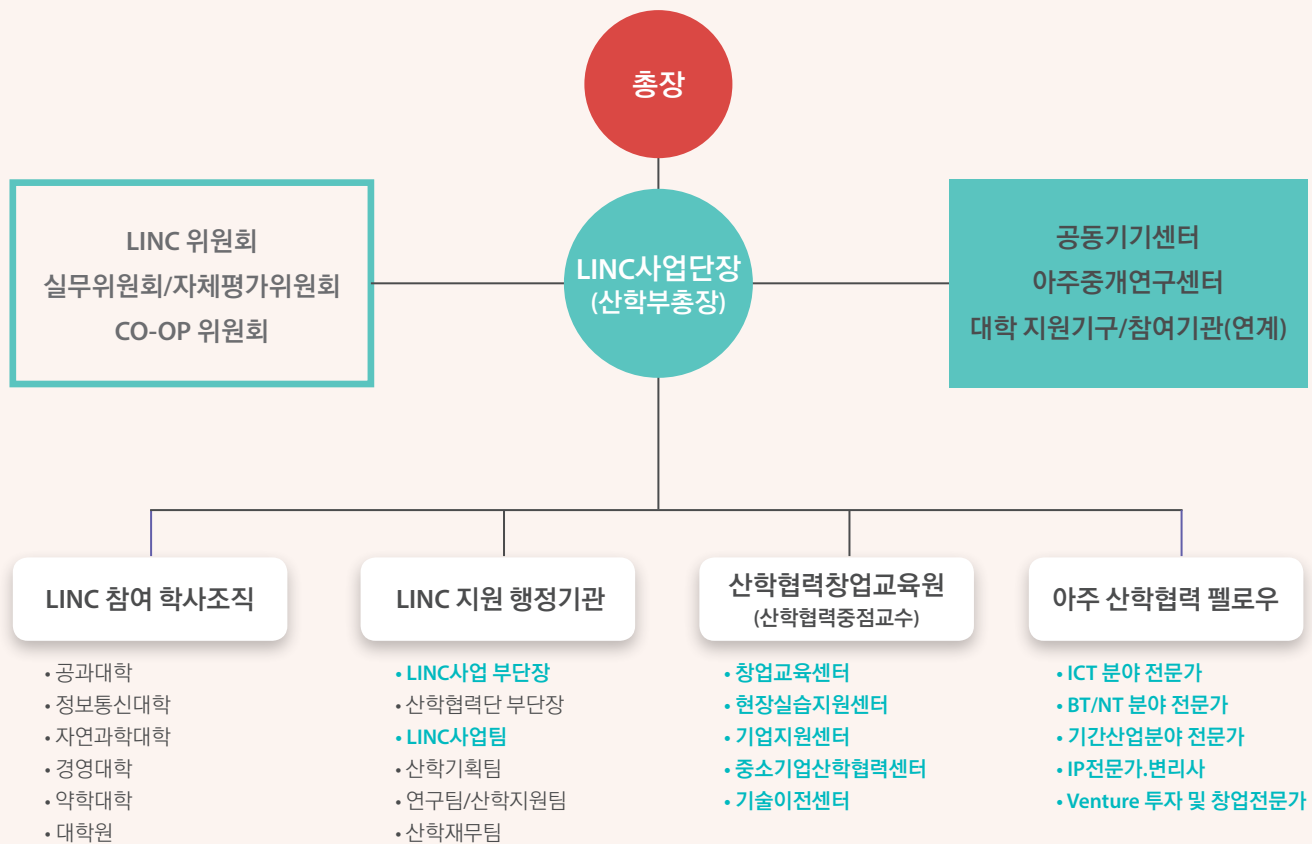 총장
LINC 위원회
실무위원회/자체평가위원회
CO-OP 위원회
LINC사업단장
(산학부총장)
공동기기센터
아주중개연구센터
대학 지원기구/참여기관(연계)
LINC 참여 학사조직
• 공과대학
• 정보통신대학
• 자연과학대학
• 경영대학
• 약학대학
• 대학원
LINC 지원 행정기관
• LINC사업 부단장
• 산학협력단 부단장
• LINC사업팀
• 산학기획팀
• 연구팀/산학지원팀
• 산학재무팀
산학협력창업교육원
(산학협력중점교수)
• 창업교육센터
• 현장실습지원센터
• 기업지원센터
• 중소기업산학협력센터
• 기술이전센터
아주 산학협력 펠로우
• ICT 분야 전문가
• BT/NT 분야 전문가
• 기간산업분야 전문가
• IP전문가.변리사
• Venture 투자 및 창업전문가